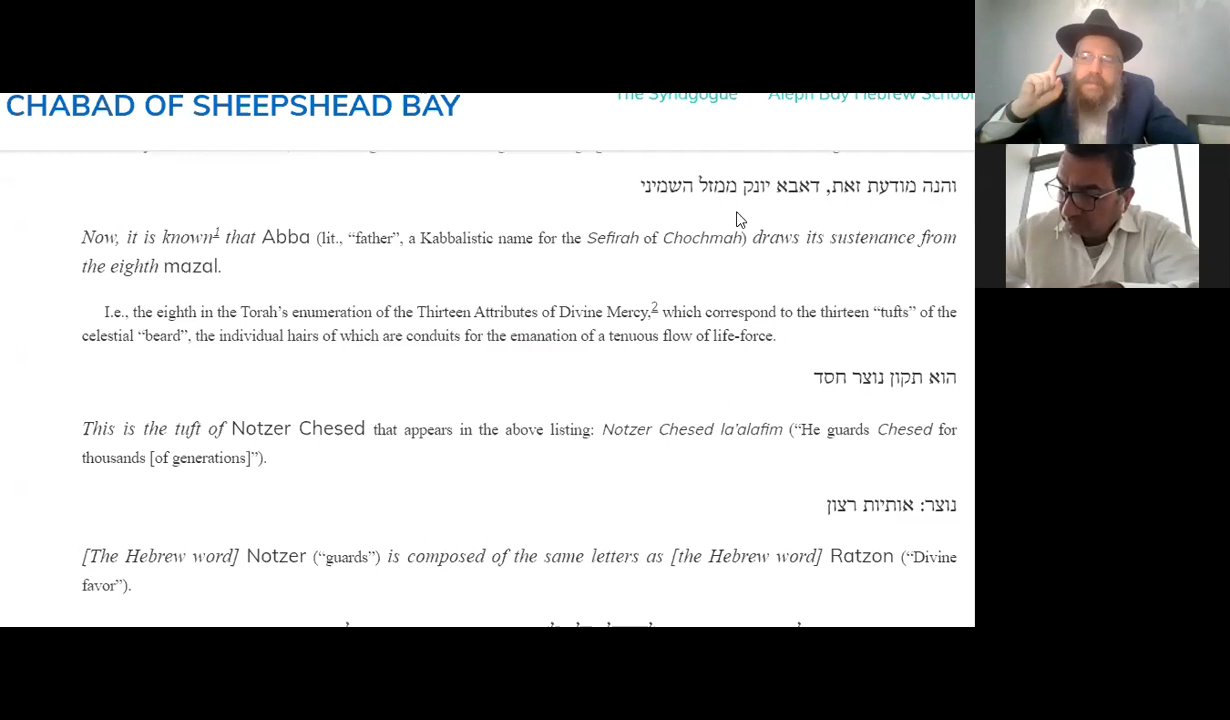 The Synagogue Aleph Bay Hebrew School
CHABAD OF SHEEPSHEAD BAY
והנה מודעת זאת, דאבא יונק ממזל השמיני
Now, it is known1 that Abba (lit., “father”, a Kabbalistic name for the Sefirah of Chochmah) draws its sustenance from
the eighth mazal.
I.e., the eighth in the Torah’s enumeration of the Thirteen Attributes of Divine Mercy,2 which correspond to the thirteen “tufts” of the
celestial “beard”, the individual hairs of which are conduits for the emanation of a tenuous flow of life-force.
הוא תקון נוצר חסד
This is the tuft of Notzer Chesed that appears in the above listing: Notzer Chesed la’alafim (“He guards Chesed for
thousands [of generations]”).
נוצר: אותיות רצון
[The Hebrew word] Notzer (“guards”) is composed of the same letters as [the Hebrew word] Ratzon (“Divine
favor”).